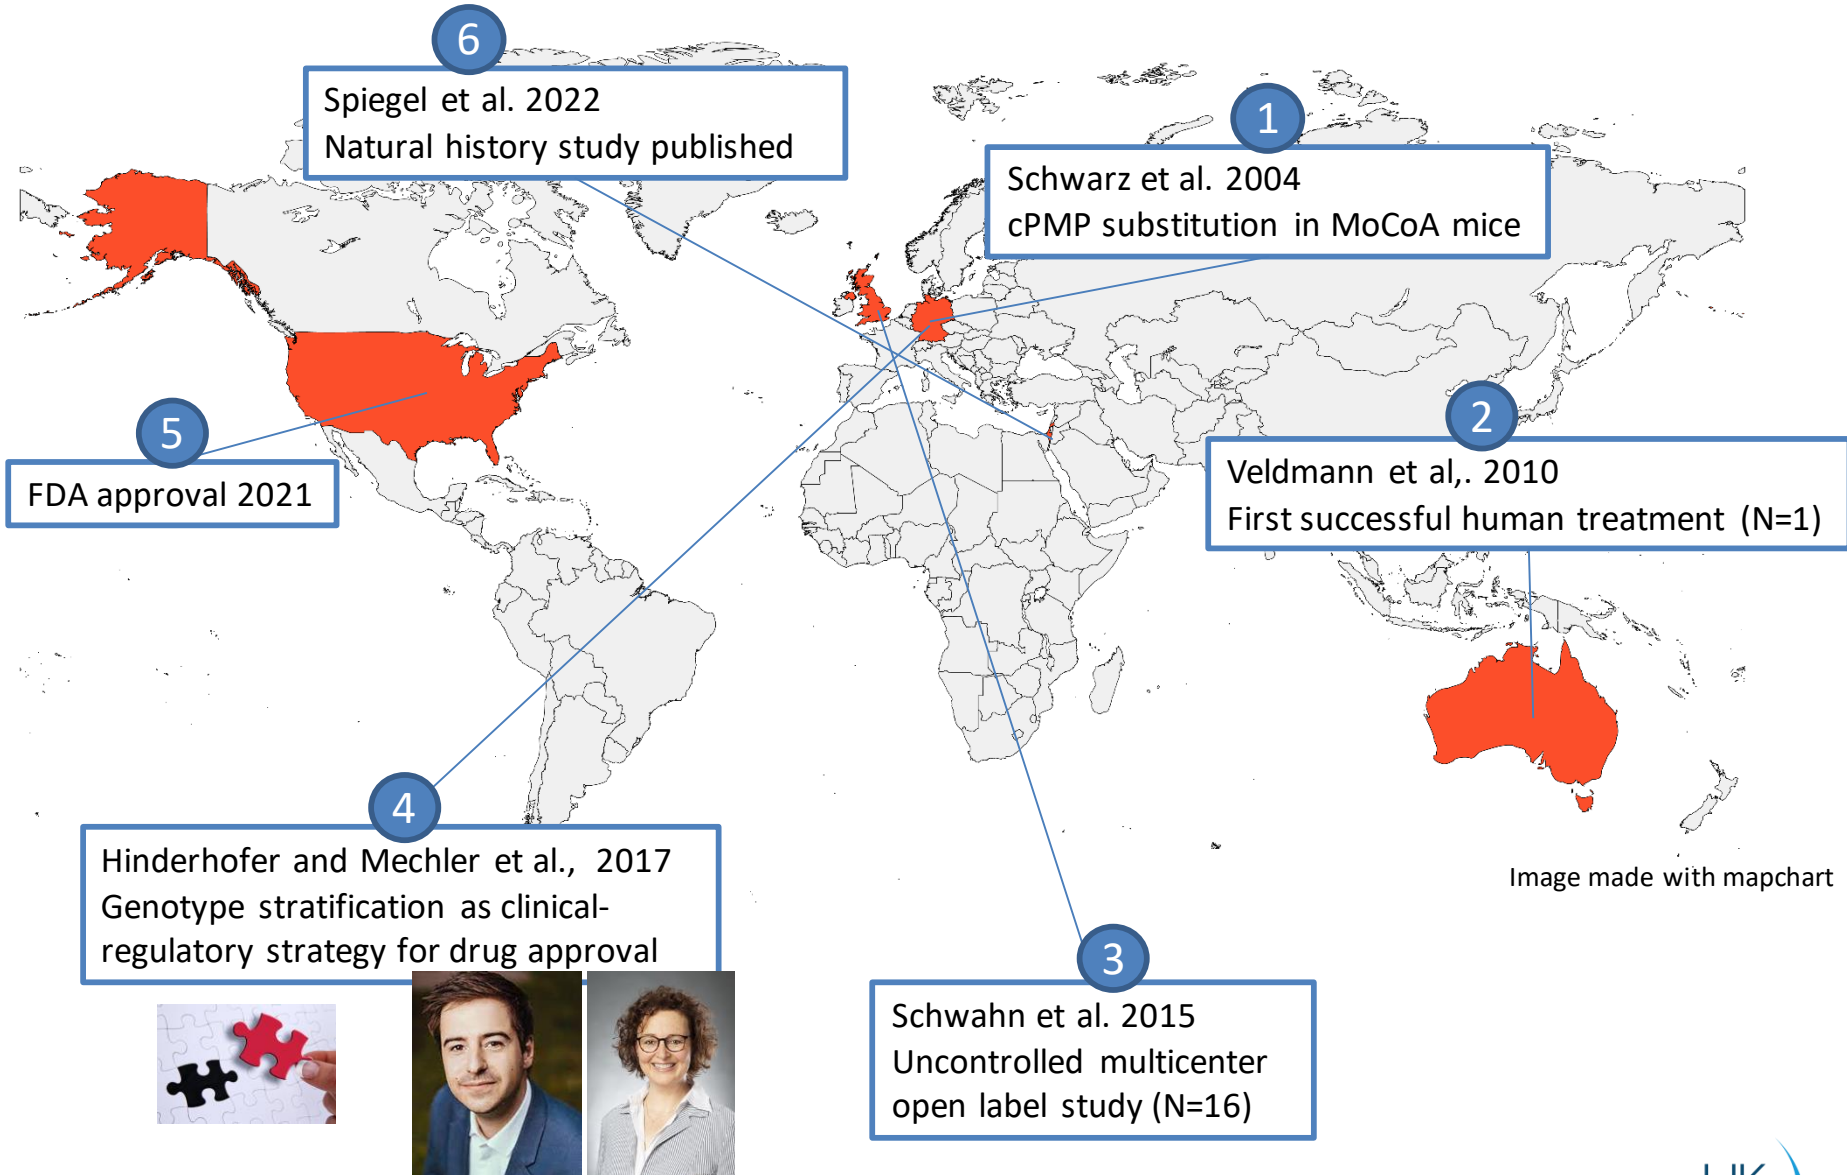 6
Spiegel et al. 2022
Natural history study published
1
Schwarz et al. 2004
cPMP substitution in MoCoA mice
5
FDA approval 2021
2
Veldmann et al,. 2010
First successful human treatment (N=1)
4
Hinderhofer and Mechler et al., 2017
Genotype stratification as clinical-
regulatory strategy for drug approval
3
Schwahn et al. 2015
Uncontrolled multicenter
open label study (N=16)
Image made with mapchart